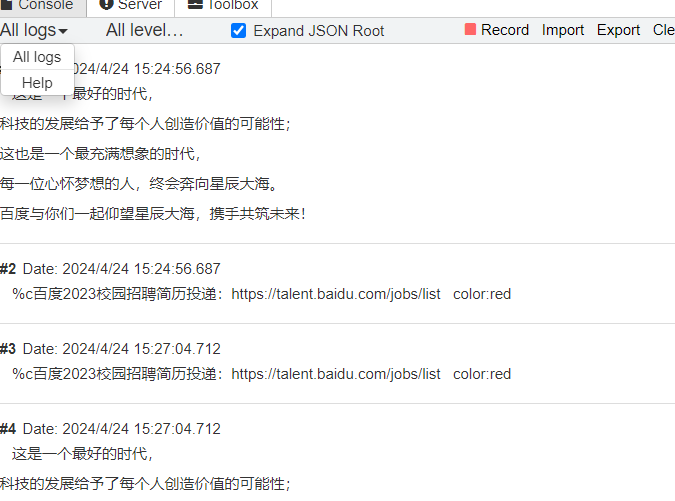 Console Server Toolbox
All logs All level... Expand JSON Root Record Import Export Cle
All logs
Help
2024/4/24 15:24:56.687
这是一个最好的时代，
科技的发展给予了每个人创造价值的可能性；
这也是一个最充满想象的时代，
每一位心怀梦想的人，终会奔向星辰大海。
百度与你们一起仰望星辰大海，携手共筑未来！
#2 Date: 2024/4/24 15:24:56.687
%c百度2023校园招聘简历投递：https://talent.baidu.com/jobs/list color:red
#3 Date: 2024/4/24 15:27:04.712
%c百度2023校园招聘简历投递：https://talent.baidu.com/jobs/list color:red
#4 Date: 2024/4/24 15:27:04.712
这是一个最好的时代，
科技的发展给予了每个人创造价值的可能性；